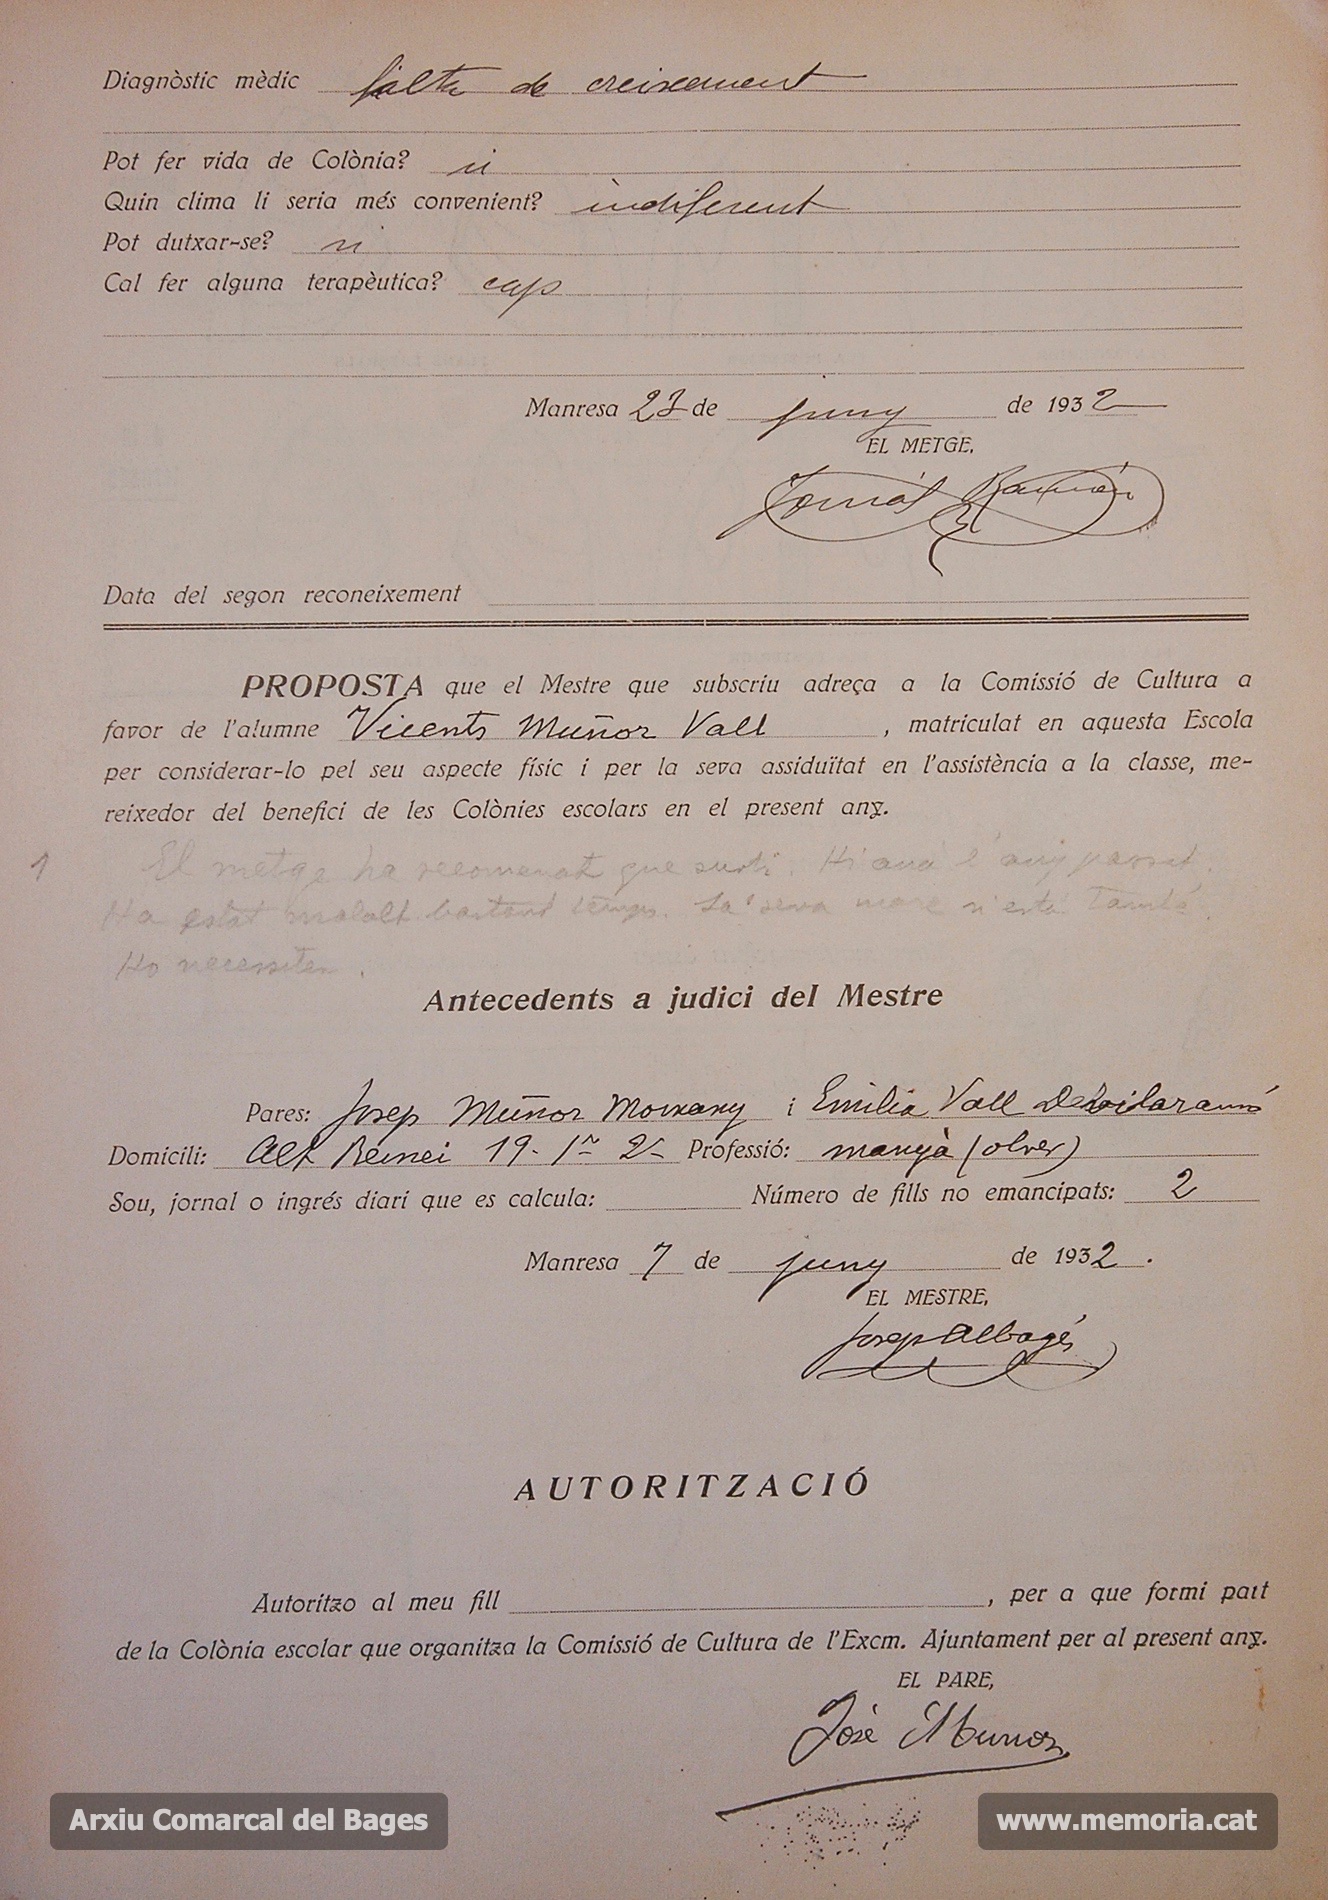 Diagnòstic mèdic falta de creixement
Pot fer vida de Colònia? si
Quin clima li seria més convenient? indiferent
Pot dutxar-se? si
Cal fer alguna terapèutica? cap
Manresa 23 de juny de 1932
EL METGE,
Tomás Ramón
Data del segon reconeixement
PROPOSTA que el Mestre que subscriu adreça a la Comissió de Cultura a
favor de l'alumne Vicents Muñoz Vall , matriculat en aquesta Escola
per considerar-lo pel seu aspecte físic i per la seva assiduïtat en l'assistència a la classe, me-
reixedor del benefici de les Colònies escolars en el present any.
1 El metge ha recomenat que surti. Hi anà l'any passat.
Ha estat malalt bastant temps. La seva mare n'està també.
Ho necessiten.
Antecedents a judici del Mestre
Pares: Josep Muñoz i Emilia Vall
Domicili: Alf. Remei 19-1er 2- Professió: manyà (olver)
Sou, jornal o ingrés diari que es calcula: Número de fills no emancipats: 2
Manresa 7 de juny de 1932.
EL MESTRE,
Josep Albagés
AUTORITZACIÓ
Autoritzo al meu fill , per a que formi part
de la Colònia escolar que organitza la Comissió de Cultura de l'Excm. Ajuntament per al present any.
EL PARE,
José Munoz
Arxiu Comarcal del Bages
www.memoria.cat